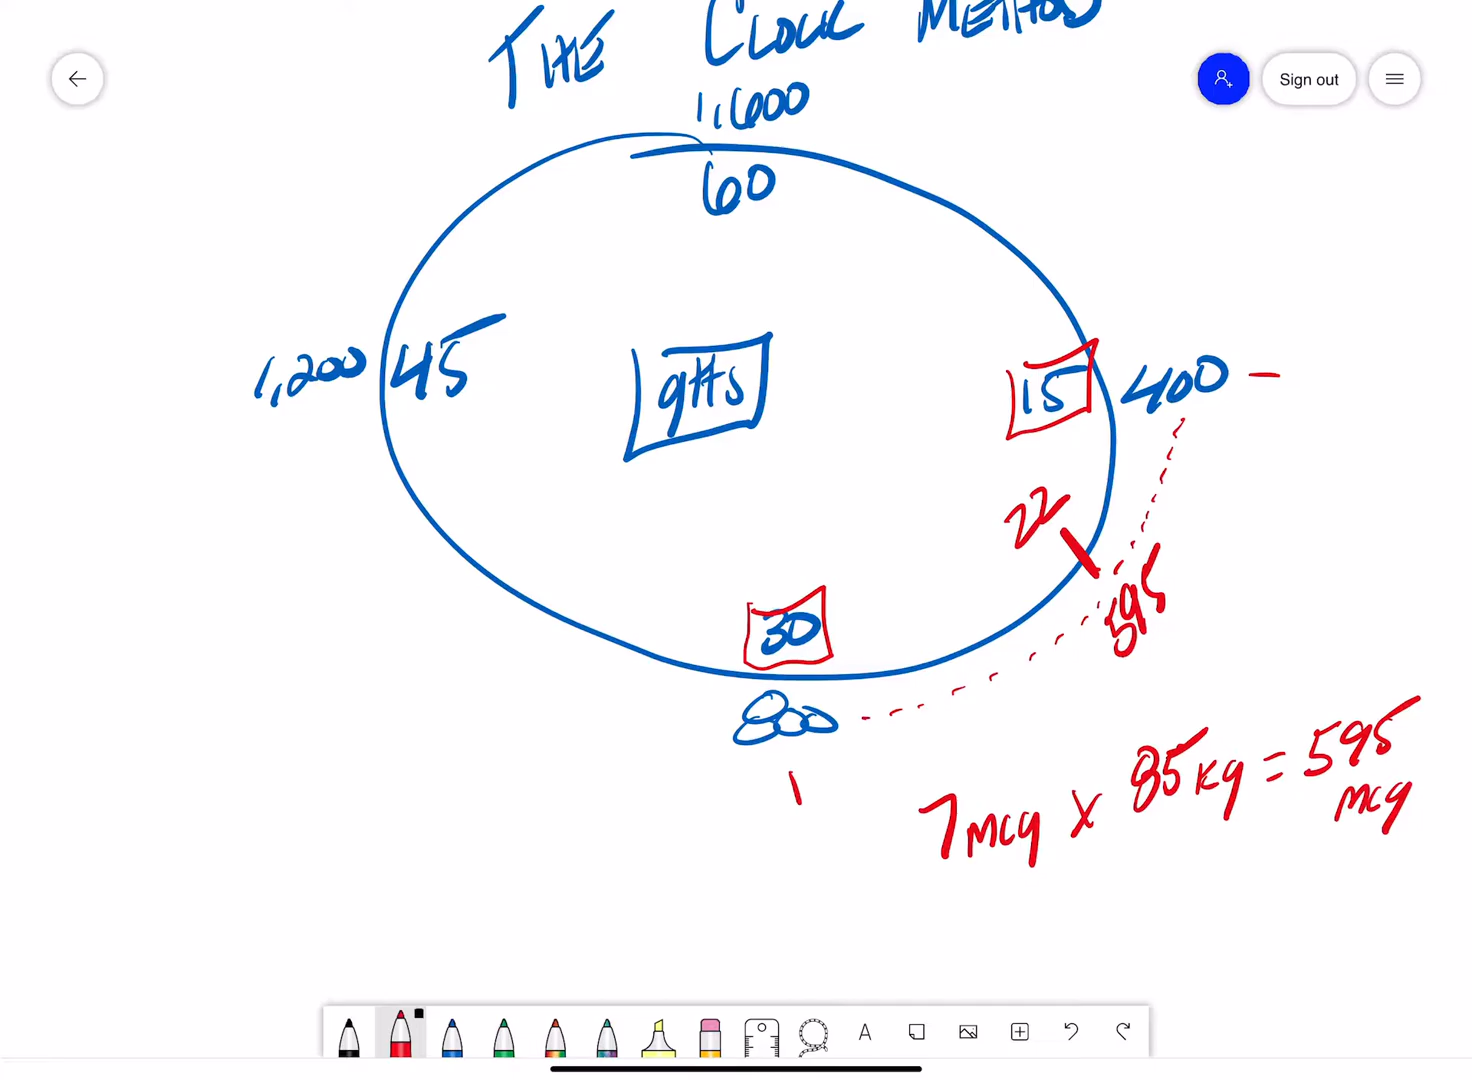 THE CLOCK METHOD
Sign out
1,600
60
1,200 45 gtts 15 400 –
22
30 595
800
7mcg x 85kg = 595
mcg
A